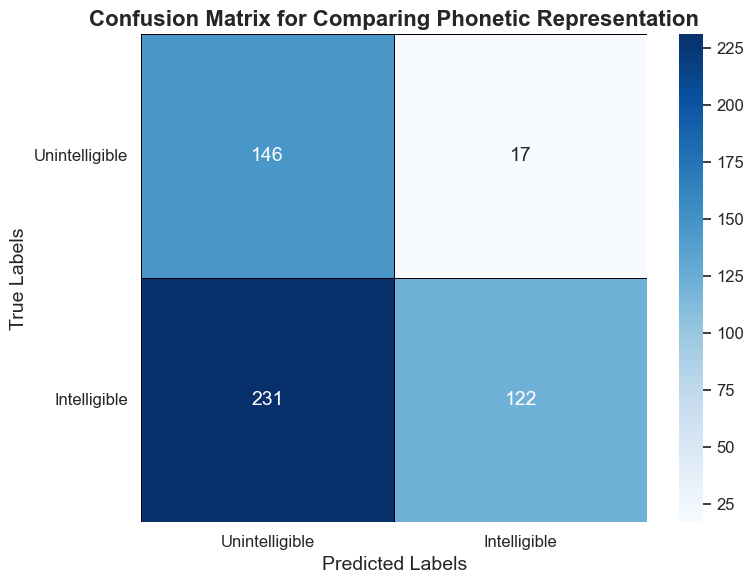 Confusion Matrix for Comparing Phonetic Representation
True Labels
Unintelligible
146
17
Intelligible
231
122
Unintelligible
Intelligible
Predicted Labels
225
200
175
150
125
100
75
50
25